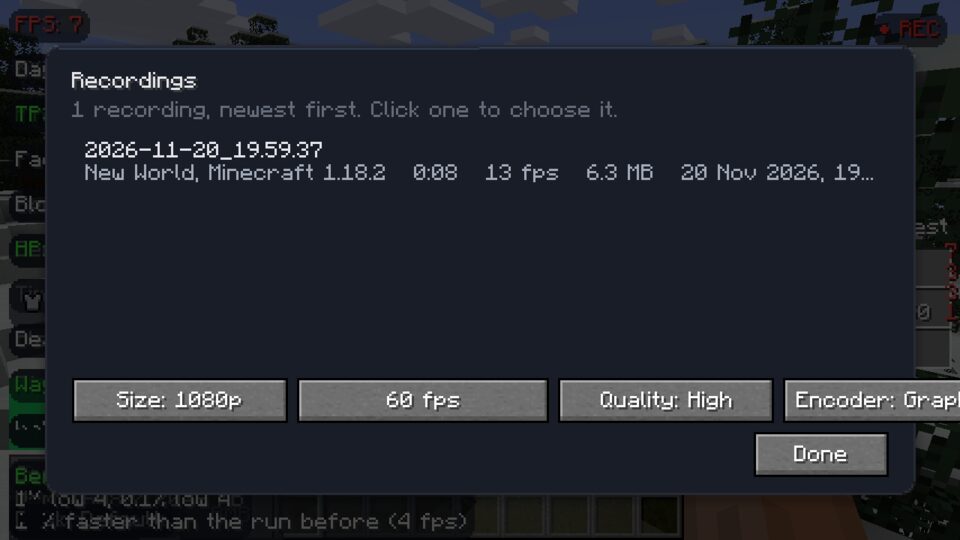 FPS: 7
REC
Recordings
1 recording, newest first. Click one to choose it.
2026-11-20_19.59.37
New World, Minecraft 1.18.2 0:08 13 fps 6.3 MB 20 Nov 2026, 19...
Size: 1080p
60 fps
Quality: High
Encoder: Grap
Done
faster than the run before (4 fps)